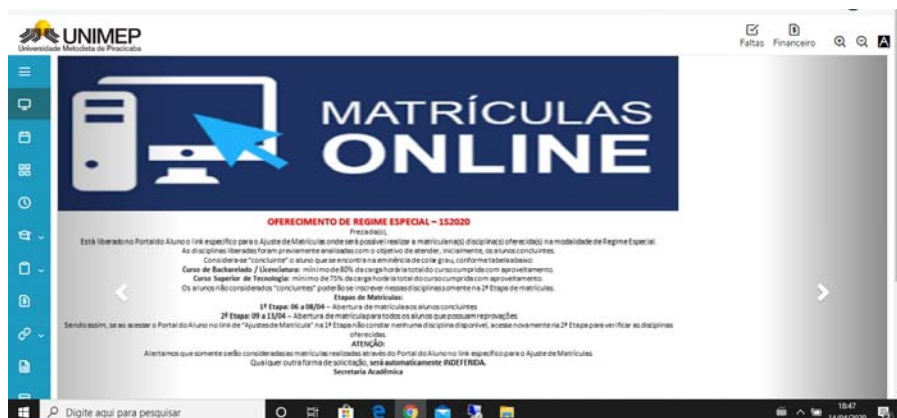 UNIMEP
Universidade Metodista de Piracicaba
Faltas
Financeiro
A
MATRÍCULAS
ONLINE
OFERECIMENTO DE REGIME ESPECIAL – 1S2020
Prezada(o),
Está liberado no Portal do Aluno o link específico para o Ajuste de Matrículas onde será possível realizar a matrícula na(s) disciplina(s) oferecida(s) na modalidade de Regime Especial.
As disciplinas liberadas foram previamente analisadas com o objetivo de atender, inicialmente, os alunos concluintes.
Considera-se "concluinte" o aluno que se encontra na eminência de colar grau, conforme tabela abaixo:
Curso de Bacharelado / Licenciatura: mínimo de 80% da carga horária total do curso cumprida com aproveitamento.
Curso Superior de Tecnologia: mínimo de 75% da carga horária total do curso cumprida com aproveitamento.
Os alunos não considerados "concluintes" poderão se inscrever nessas disciplinas somente na 2ª Etapa de matrículas.
Etapas de Matrículas:
1ª Etapa: 06 a 08/04 – Abertura de matrícula aos alunos concluintes
2ª Etapa: 09 a 13/04 – Abertura de matrícula para todos os alunos que possuam reprovações
Sendo assim, se ao acessar o Portal do Aluno no link de "Ajustes de Matrícula" na 1ª Etapa não constar nenhuma disciplina disponível, acesse novamente na 2ª Etapa para verificar as disciplinas
oferecidas.
ATENÇÃO:
Alertamos que somente serão consideradas as matrículas realizadas através do Portal do Aluno no link específico para o Ajuste de Matrículas.
Qualquer outra forma de solicitação, será automaticamente INDEFERIDA.
Secretaria Acadêmica
Digite aqui para pesquisar
18:47
14/04/2020